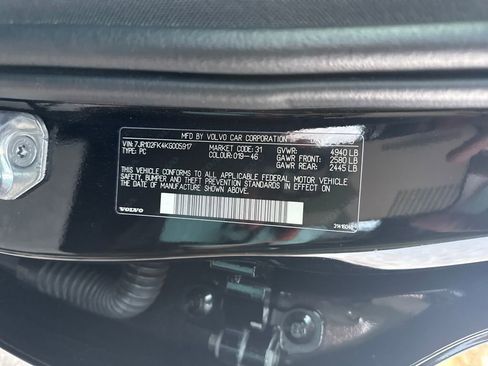 MFD BY VOLVO CAR CORPORATION
VIN:7JR102FK4KG005917 MARKET CODE: 31 GVWR: 4940 LB
TYPE: PC COLOUR: 019-46 GAWR FRONT: 2580 LB
GAWR REAR: 2445 LB
THIS VEHICLE CONFORMS TO ALL APPLICABLE FEDERAL MOTOR VEHICLE
SAFETY, BUMPER AND THEFT PREVENTION STANDARDS IN EFFECT ON
THE DATE OF MANUFACTURE SHOWN ABOVE.
VOLVO